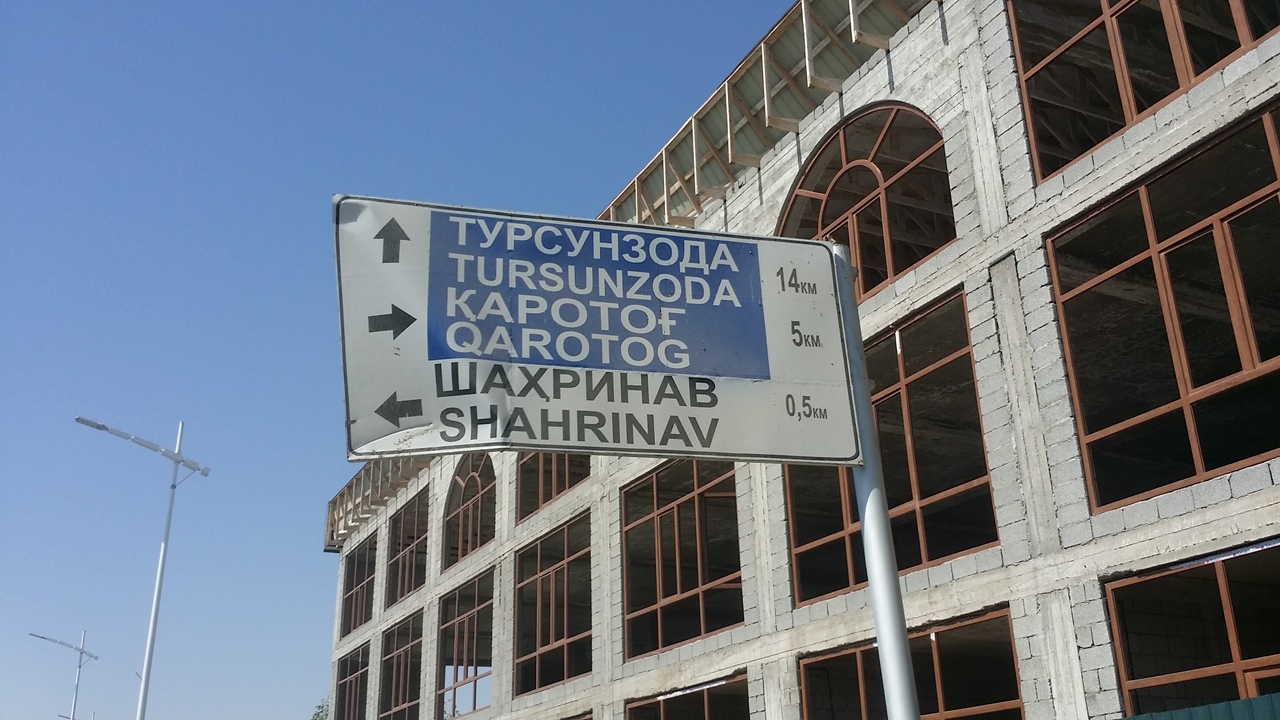 ТУРСУНЗОДА
TURSUNZODA 14км
ҚАРОТОҒ
QAROTOG 5км
ШАҲРИНАВ
SHAHRINAV 0,5км